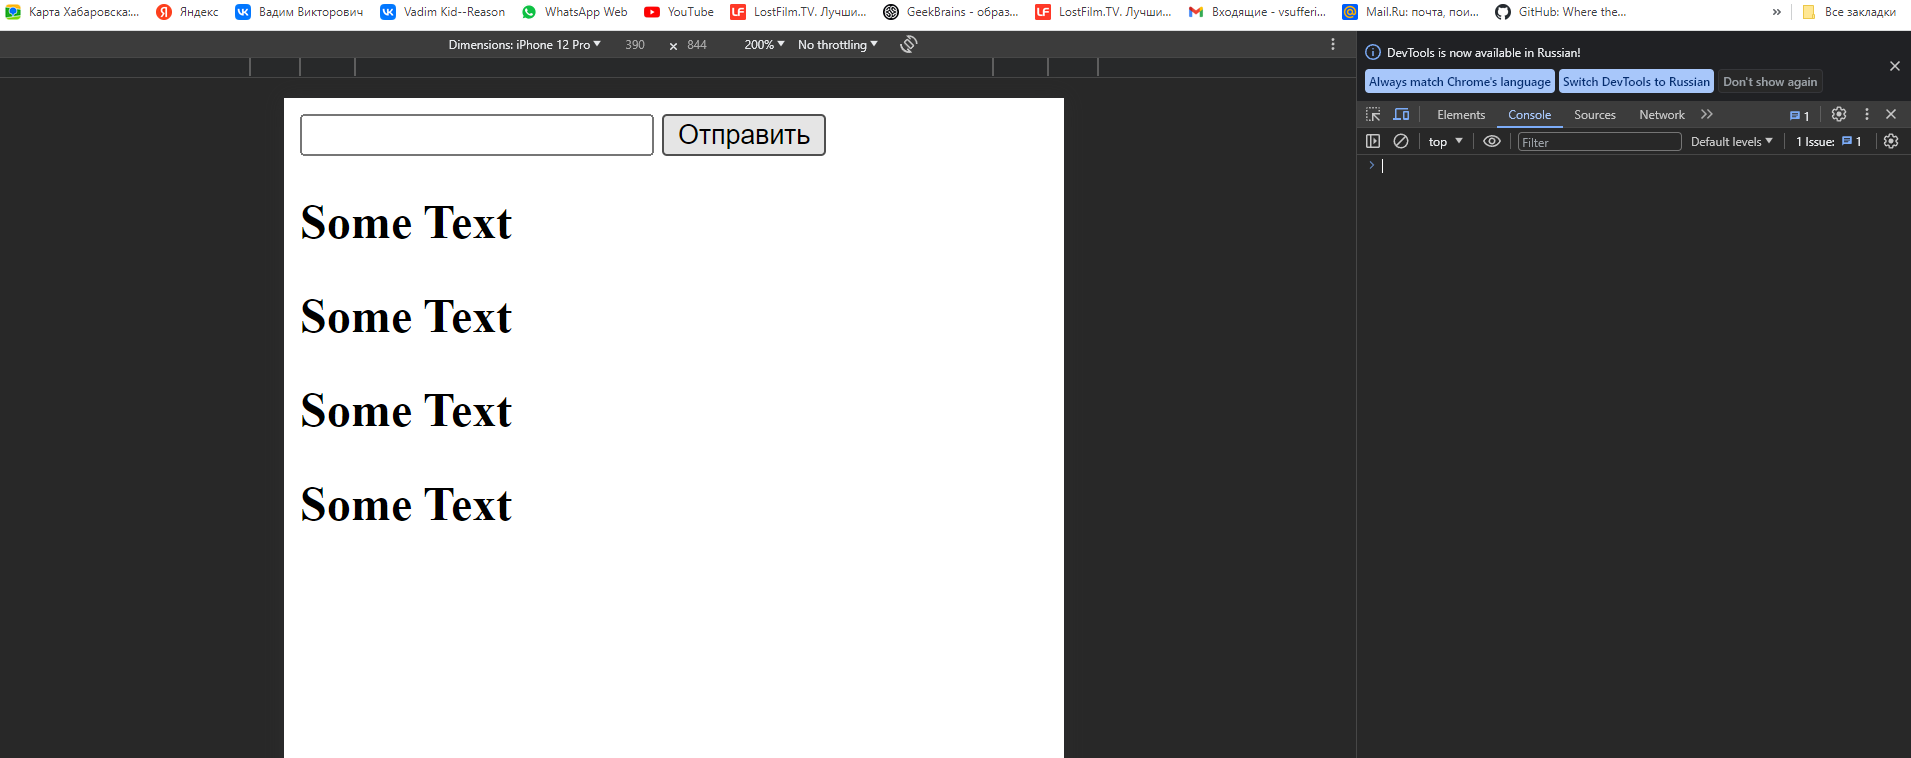 Карта Хабаровска:... Яндекс Вадим Викторович Vadim Kid--Reason WhatsApp Web YouTube LostFilm.TV. Лучши... GeekBrains - образ... LostFilm.TV. Лучши... Входящие - vsufferi... Mail.Ru: почта, пои... GitHub: Where the... » Все закладки
Dimensions: iPhone 12 Pro 390 × 844 200% No throttling
DevTools is now available in Russian!
Always match Chrome's language Switch DevTools to Russian Don't show again
Elements Console Sources Network 1
top Filter Default levels 1 Issue: 1
Отправить
Some Text
Some Text
Some Text
Some Text